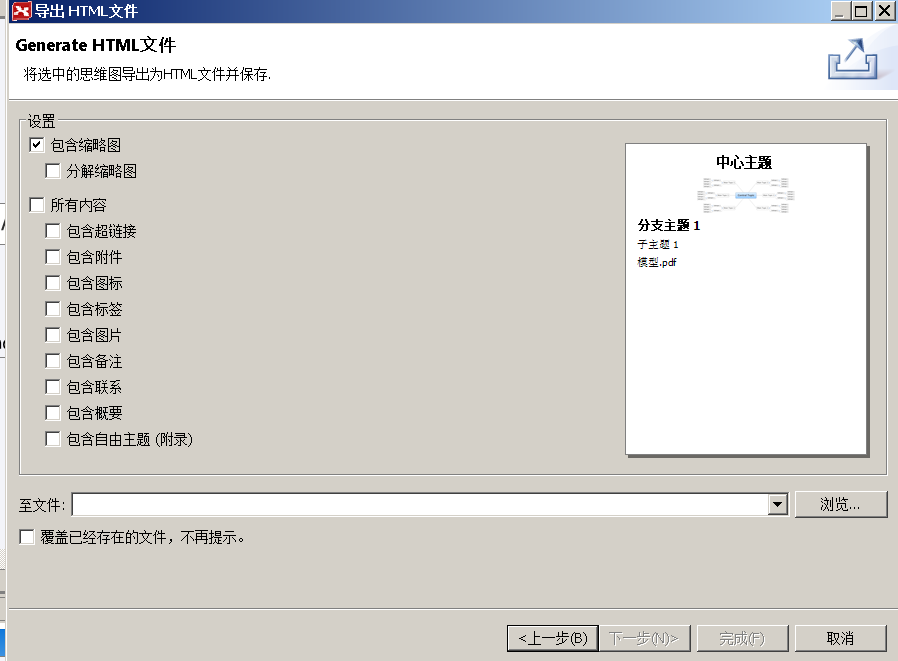 导出 HTML文件
Generate HTML文件
将选中的思维图导出为HTML文件并保存.
设置
包含缩略图
分解缩略图
所有内容
包含超链接
包含附件
包含图标
包含标签
包含图片
包含备注
包含联系
包含概要
包含自由主题 (附录)
中心主题
分支主题 1
子主题 1
模型.pdf
至文件:
浏览...
覆盖已经存在的文件，不再提示。
<上一步(B)
下一步(N)>
完成(F)
取消